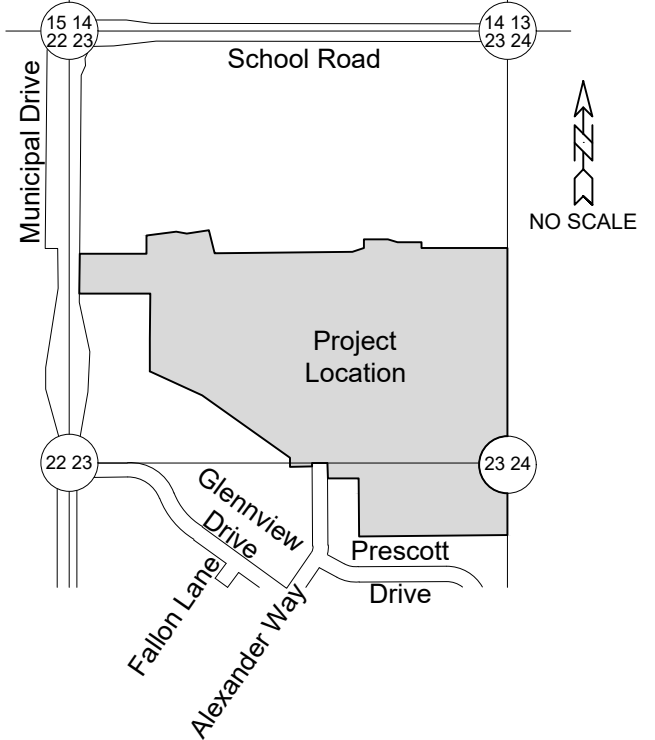 15 14
22 23
14 13
23 24
School Road
Municipal Drive
NO SCALE
Project
Location
22 23
23 24
Glennview
Drive
Prescott
Drive
Fallon Lane
Alexander Way